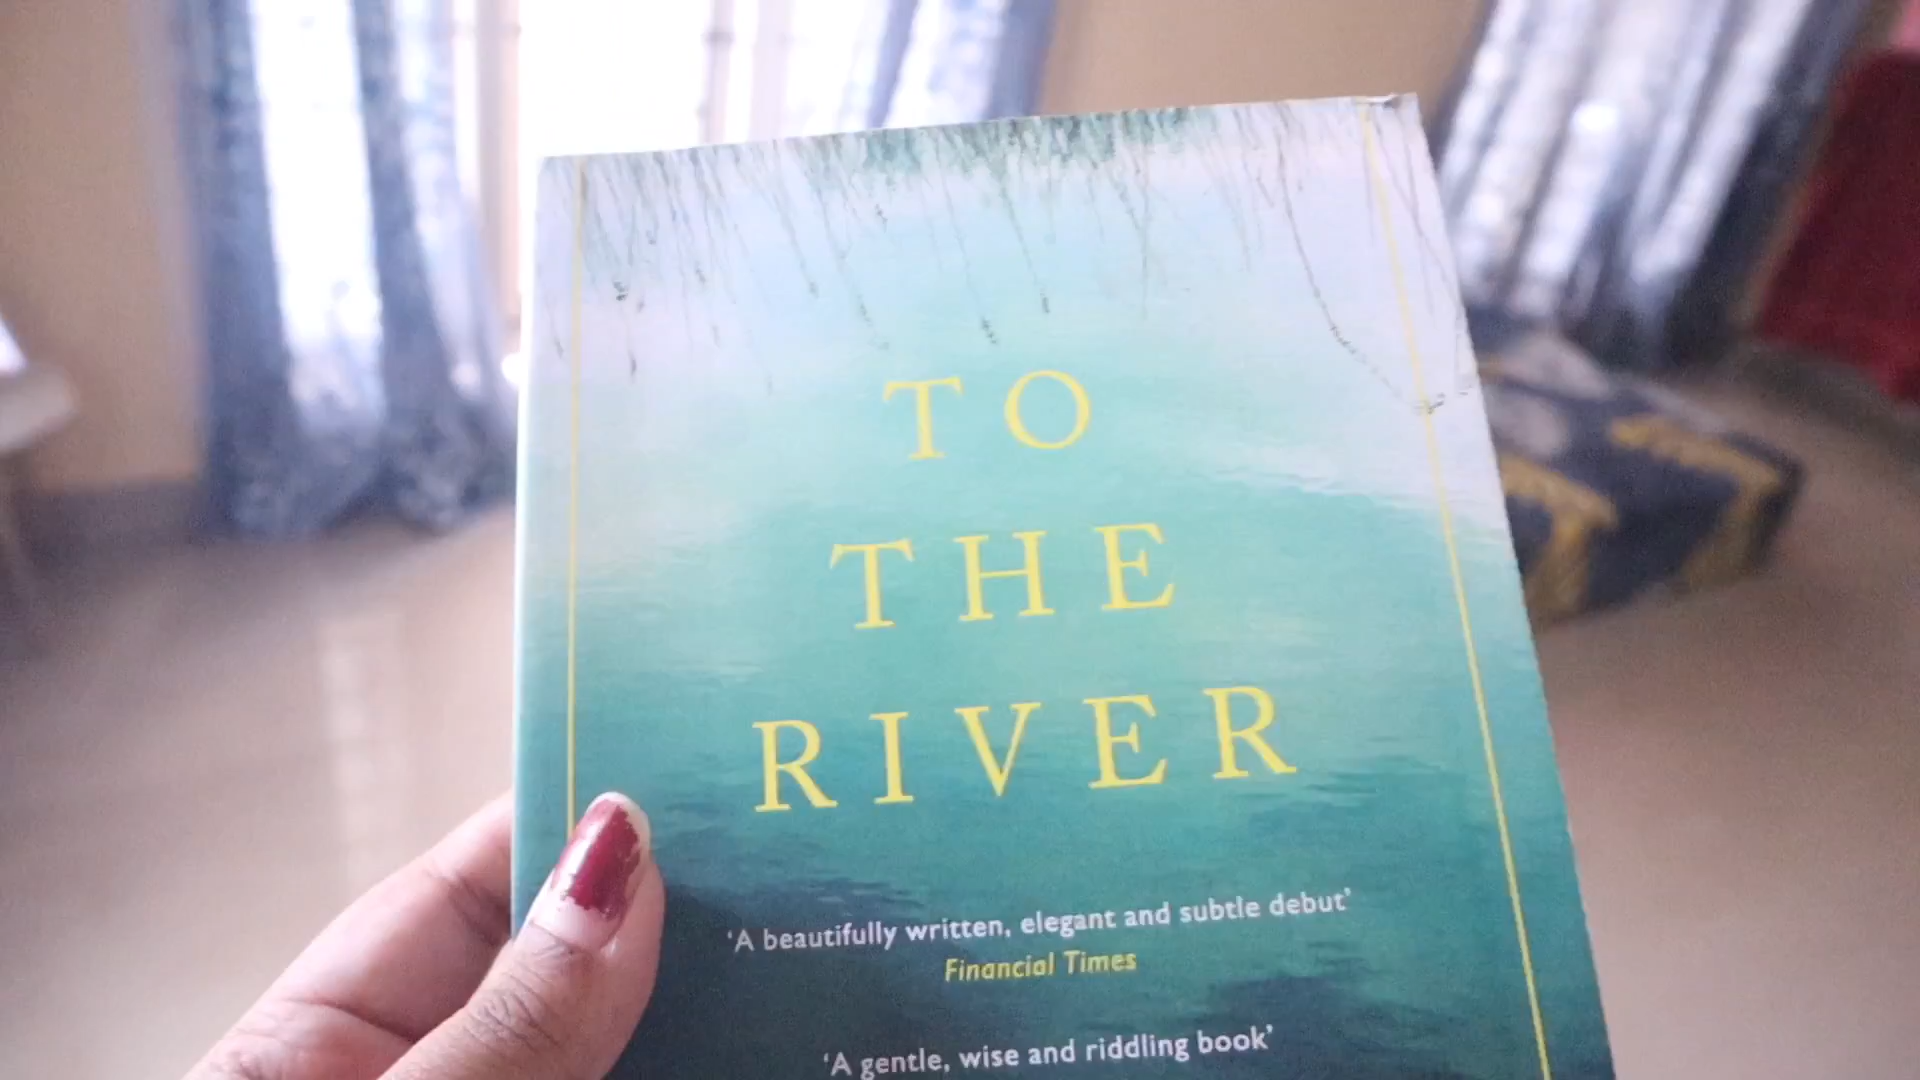 TO
THE
RIVER
‘A beautifully written, elegant and subtle debut’
Financial Times
‘A gentle, wise and riddling book’